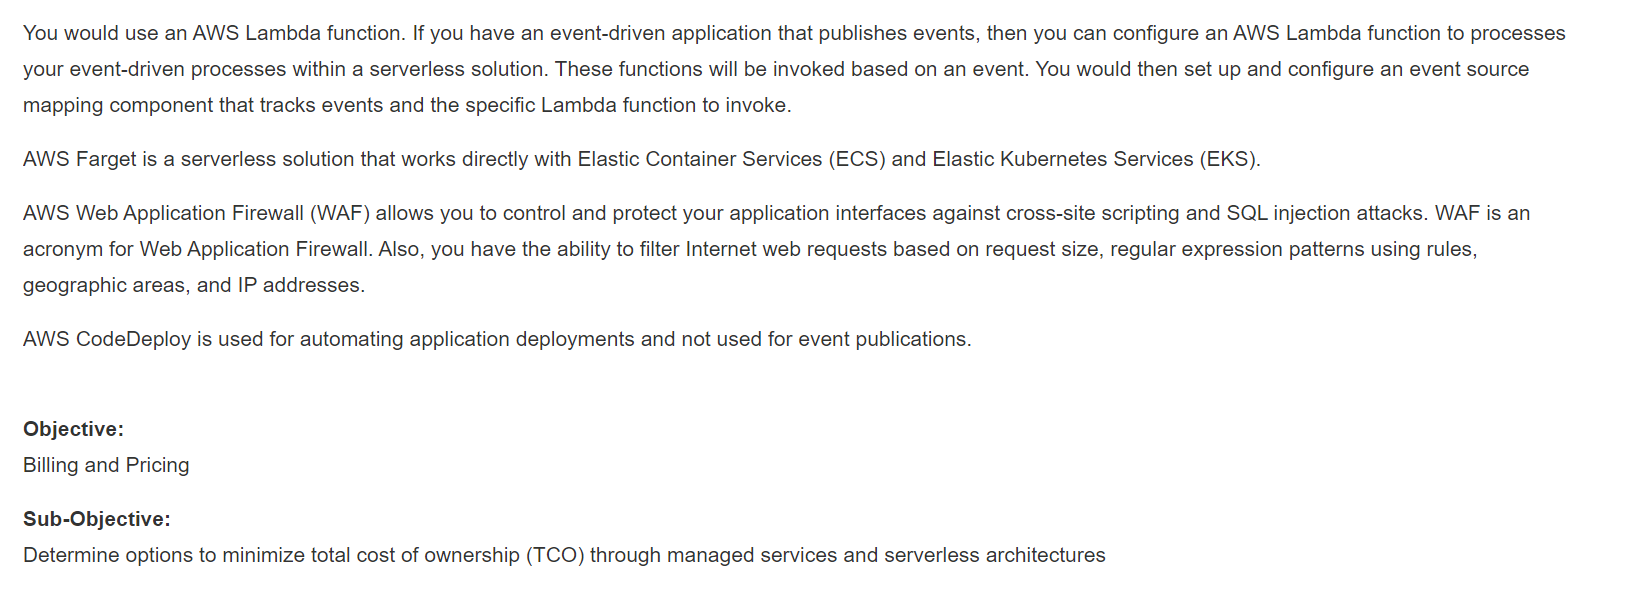 You would use an AWS Lambda function. If you have an event-driven application that publishes events, then you can configure an AWS Lambda function to processes
your event-driven processes within a serverless solution. These functions will be invoked based on an event. You would then set up and configure an event source
mapping component that tracks events and the specific Lambda function to invoke.
AWS Farget is a serverless solution that works directly with Elastic Container Services (ECS) and Elastic Kubernetes Services (EKS).
AWS Web Application Firewall (WAF) allows you to control and protect your application interfaces against cross-site scripting and SQL injection attacks. WAF is an
acronym for Web Application Firewall. Also, you have the ability to filter Internet web requests based on request size, regular expression patterns using rules,
geographic areas, and IP addresses.
AWS CodeDeploy is used for automating application deployments and not used for event publications.
Objective:
Billing and Pricing
Sub-Objective:
Determine options to minimize total cost of ownership (TCO) through managed services and serverless architectures